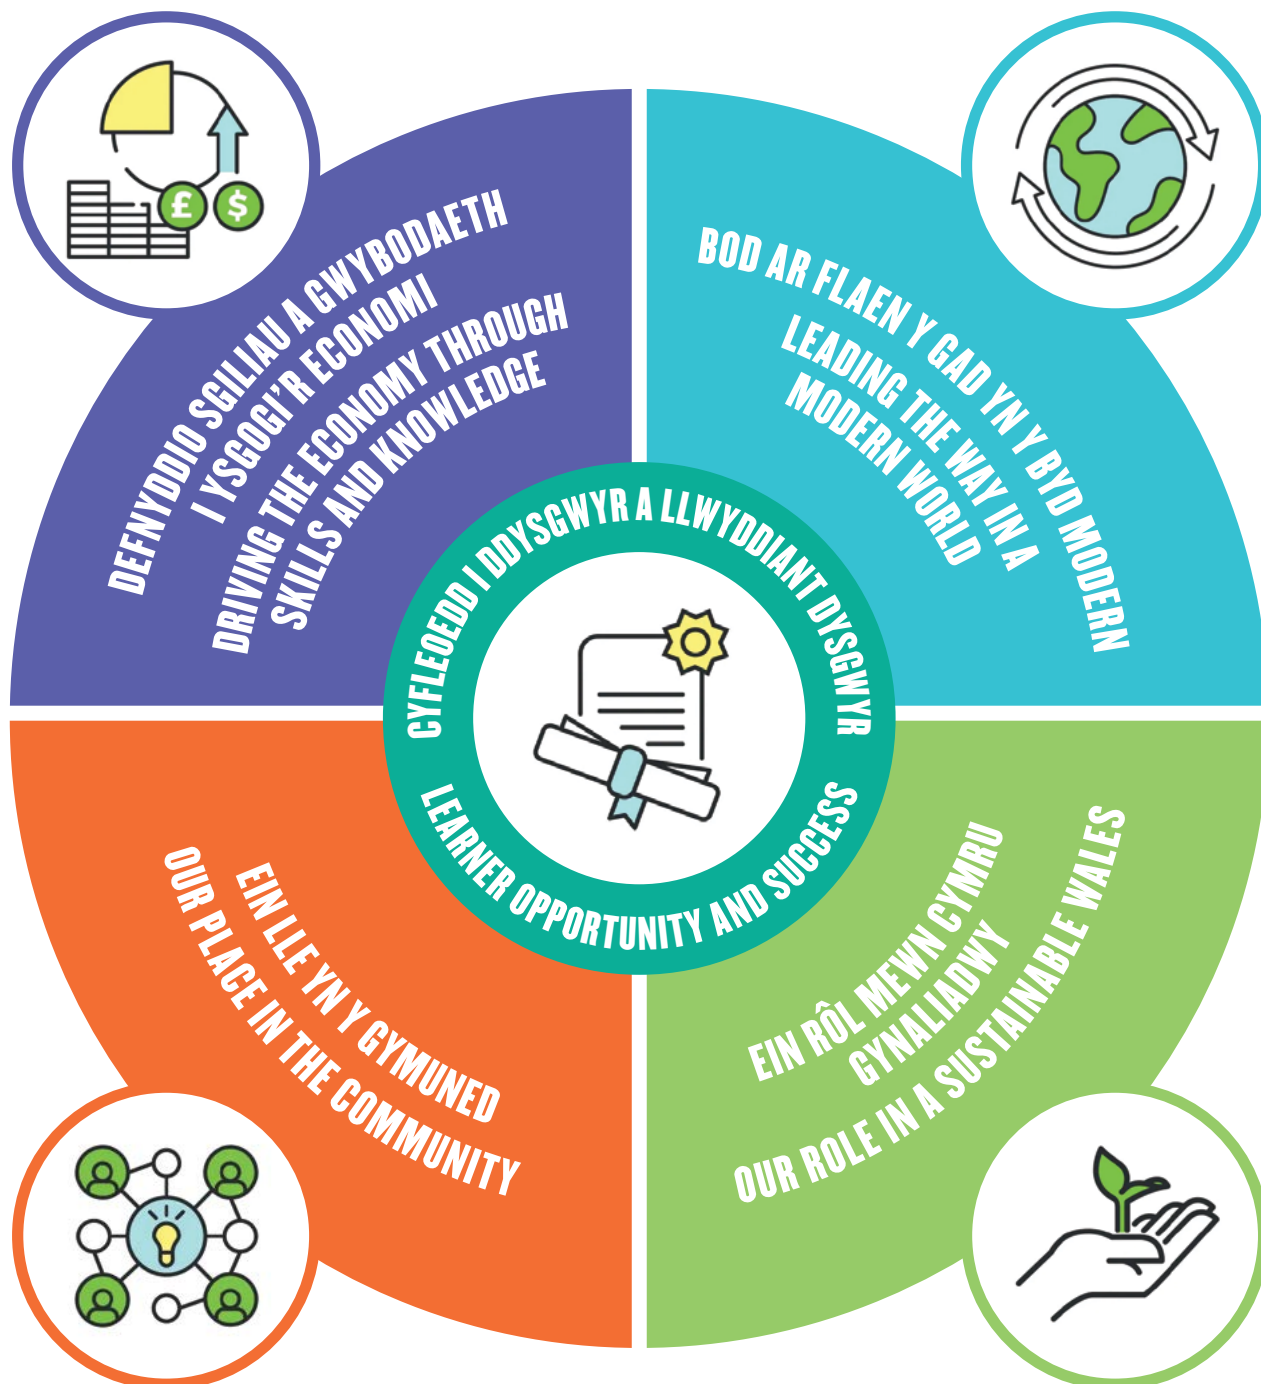 £ $
DEFNYDDIO SGILIAU A GWYBODAETH
I YSGOGI'R ECONOMI
DRIVING THE ECONOMY THROUGH
SKILLS AND KNOWLEDGE
BOD AR FLAEN Y GAD YN Y BYD MODERN
LEADING THE WAY IN A
MODERN WORLD
CYFLEOEDD I DDYSGWYR A LLWYDDIANT DYSGWYR
LEARNER OPPORTUNITY AND SUCCESS
EIN LLE YN Y GYMUNED
OUR PLACE IN THE COMMUNITY
EIN RÔL MEWN CYMRU
GYNALIADWY
OUR ROLE IN A SUSTAINABLE WALES